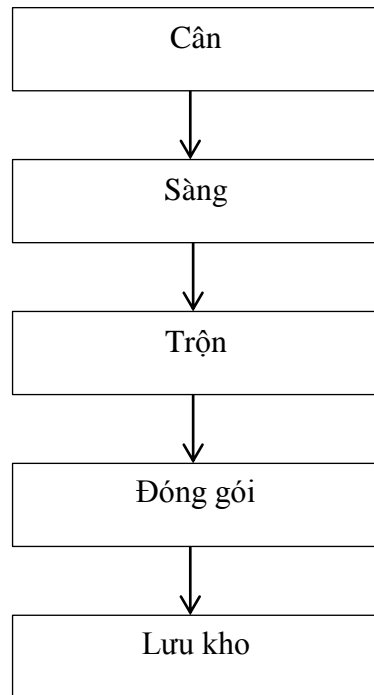 Cân
Sàng
Trộn
Đóng gói
Lưu kho